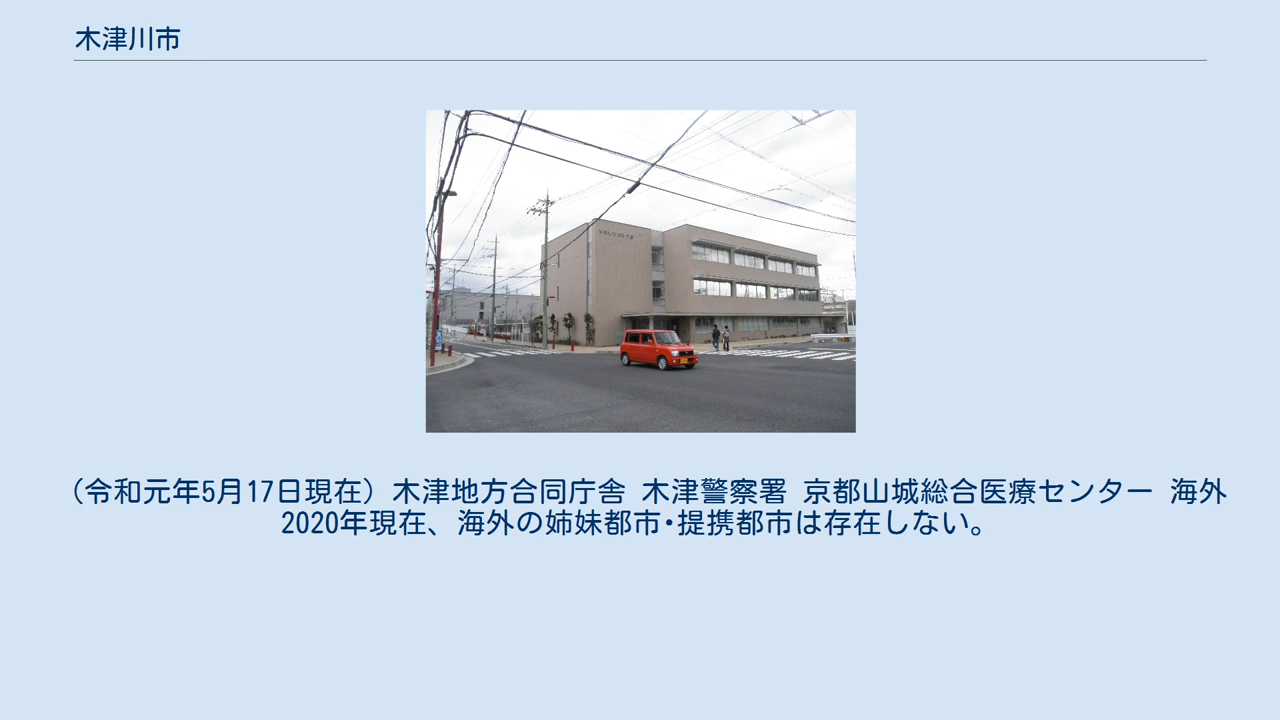 木津川市
（令和元年5月17日現在）木津地方合同庁舎 木津警察署 京都山城総合医療センター 海外
2020年現在、海外の姉妹都市･提携都市は存在しない。